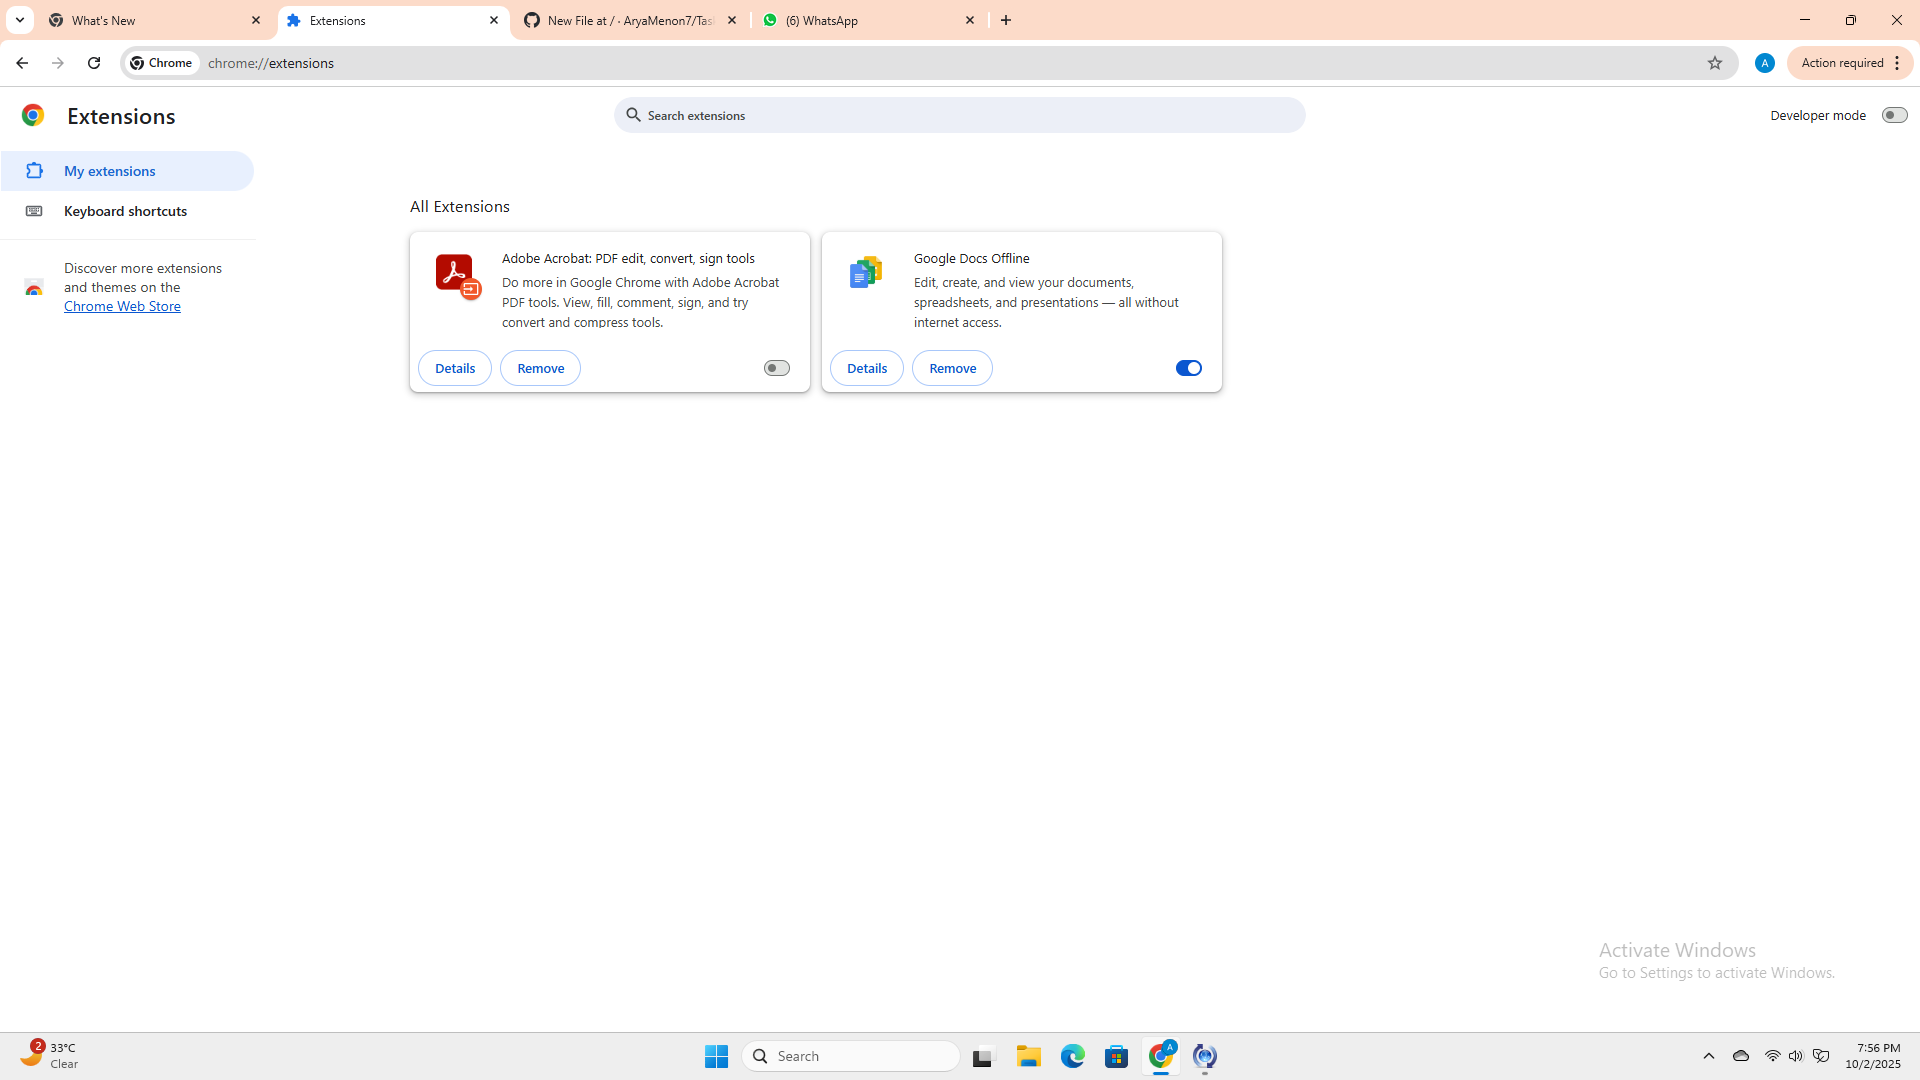 What's New
Extensions
New File at / · AryaMenon7/Tas
(6) WhatsApp
Chrome
chrome://extensions
A
Action required
Extensions
Search extensions
Developer mode
My extensions
Keyboard shortcuts
Discover more extensions
and themes on the
Chrome Web Store
All Extensions
Adobe Acrobat: PDF edit, convert, sign tools
Do more in Google Chrome with Adobe Acrobat
PDF tools. View, fill, comment, sign, and try
convert and compress tools.
Details
Remove
Google Docs Offline
Edit, create, and view your documents,
spreadsheets, and presentations — all without
internet access.
Details
Remove
Activate Windows
Go to Settings to activate Windows.
2
33°C
Clear
Search
A
7:56 PM
10/2/2025